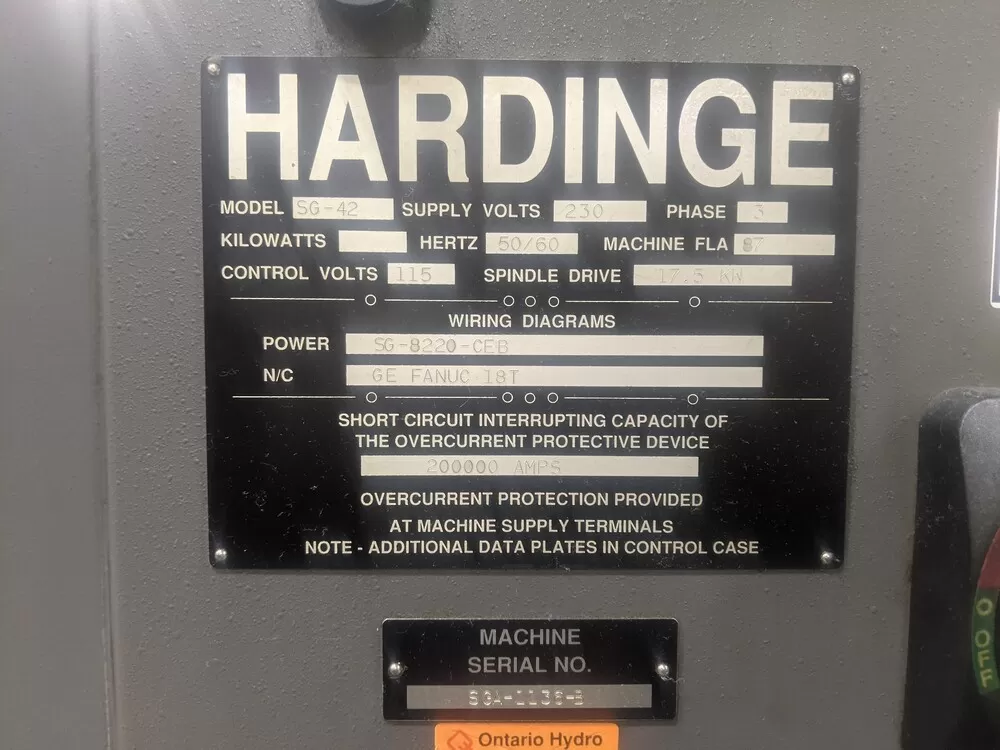 HARDINGE
MODEL SG-42 SUPPLY VOLTS 230 PHASE 3
KILOWATTS HERTZ 50/60 MACHINE FLA 87
CONTROL VOLTS 115 SPINDLE DRIVE 17.5 KW
WIRING DIAGRAMS
POWER SG-8220-CEB
N/C GE FANUC 18T
SHORT CIRCUIT INTERRUPTING CAPACITY OF
THE OVERCURRENT PROTECTIVE DEVICE
200000 AMPS
OVERCURRENT PROTECTION PROVIDED
AT MACHINE SUPPLY TERMINALS
NOTE - ADDITIONAL DATA PLATES IN CONTROL CASE
MACHINE
SERIAL NO.
SGA-1136-B
Ontario Hydro
O OFF